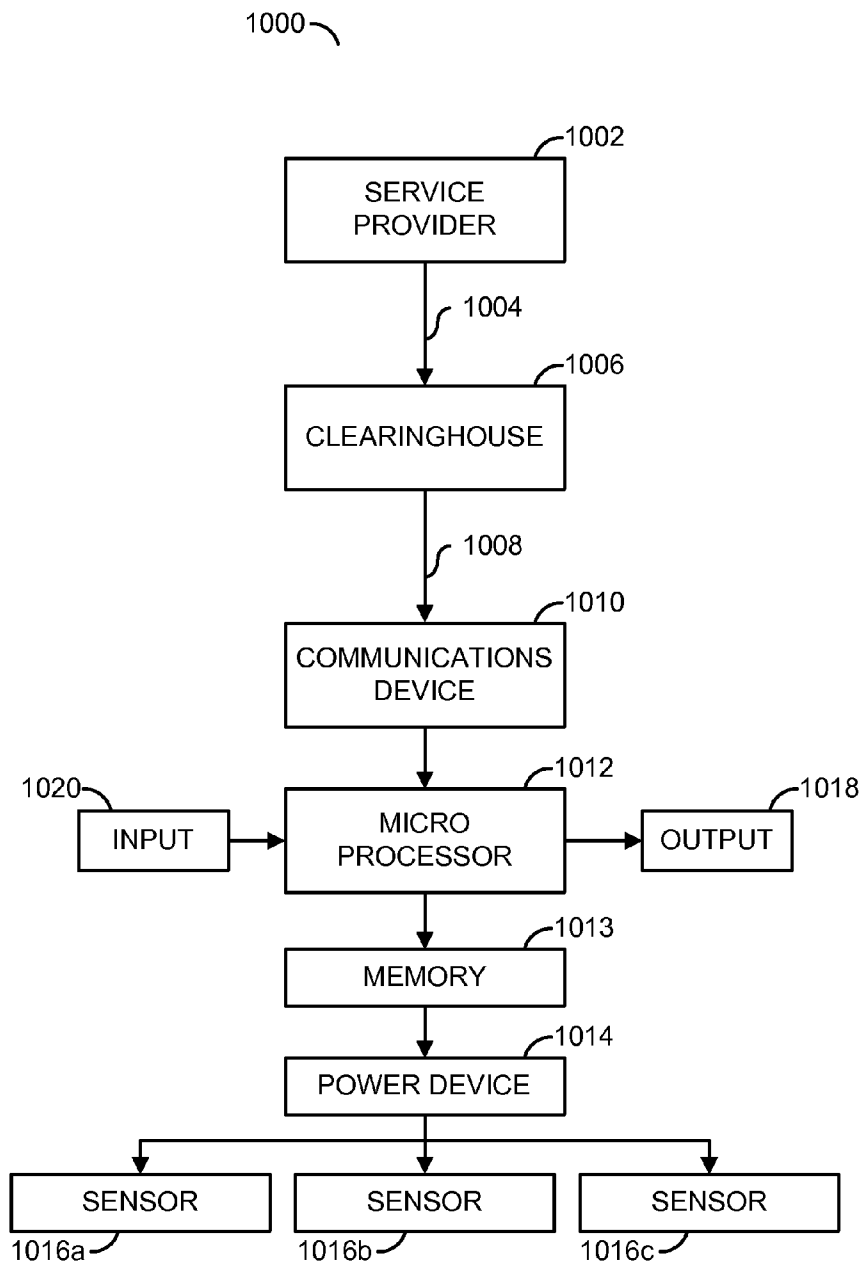 1000
1002
SERVICE
PROVIDER
1004
1006
CLEARINGHOUSE
1008
1010
COMMUNICATIONS
DEVICE
1012
1020
1018
INPUT
MICRO
PROCESSOR
OUTPUT
1013
MEMORY
1014
POWER DEVICE
SENSOR
SENSOR
SENSOR
1016a
1016b
1016c